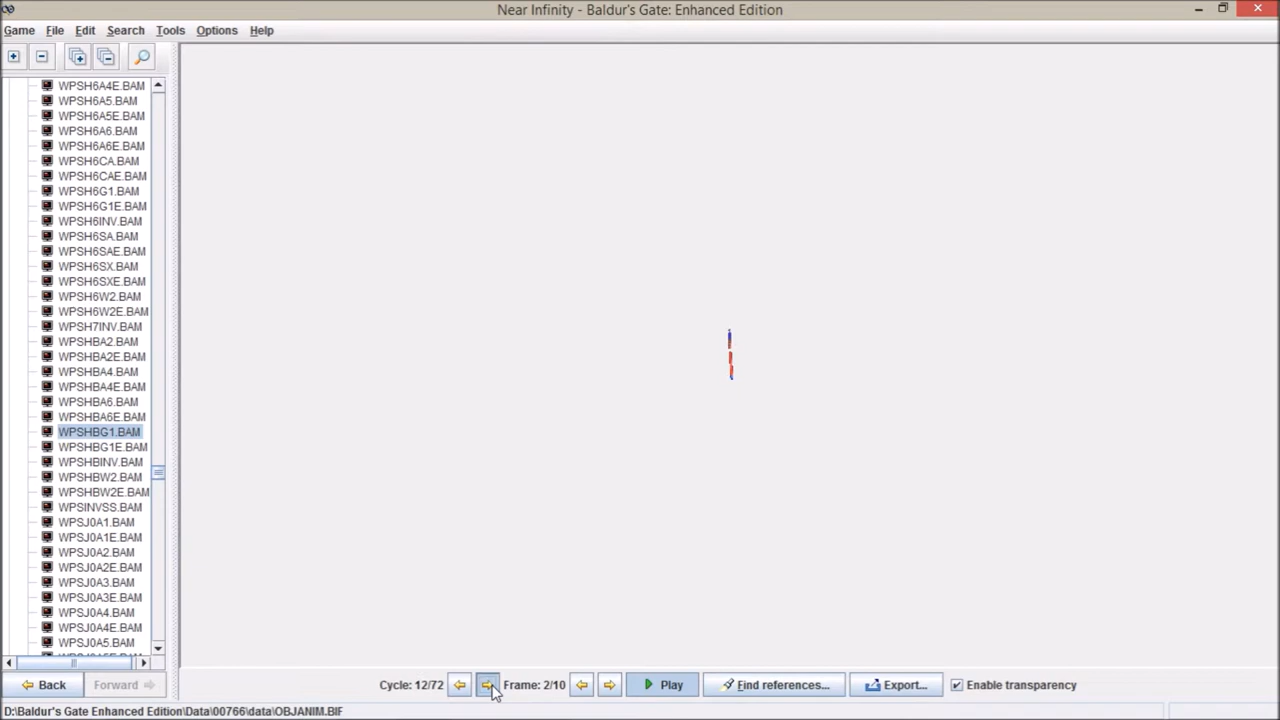 Near Infinity - Baldur's Gate: Enhanced Edition
Game File Edit Search Tools Options Help
WPSH6A4E.BAM
WPSH6A5.BAM
WPSH6A5E.BAM
WPSH6A6.BAM
WPSH6A6E.BAM
WPSH6CA.BAM
WPSH6CAE.BAM
WPSH6G1.BAM
WPSH6G1E.BAM
WPSH6INV.BAM
WPSH6SA.BAM
WPSH6SAE.BAM
WPSH6SX.BAM
WPSH6SXE.BAM
WPSH6W2.BAM
WPSH6W2E.BAM
WPSH7INV.BAM
WPSHBA2.BAM
WPSHBA2E.BAM
WPSHBA4.BAM
WPSHBA4E.BAM
WPSHBA6.BAM
WPSHBA6E.BAM
WPSHBG1.BAM
WPSHBG1E.BAM
WPSHBINV.BAM
WPSHBW2.BAM
WPSHBW2E.BAM
WPSINVSS.BAM
WPSJ0A1.BAM
WPSJ0A1E.BAM
WPSJ0A2.BAM
WPSJ0A2E.BAM
WPSJ0A3.BAM
WPSJ0A3E.BAM
WPSJ0A4.BAM
WPSJ0A4E.BAM
WPSJ0A5.BAM
Back Forward Cycle: 12/72 Frame: 2/10 Play Find references... Export... Enable transparency
D:\Baldur's Gate Enhanced Edition\Data\00766\data\OBJANIM.BIF